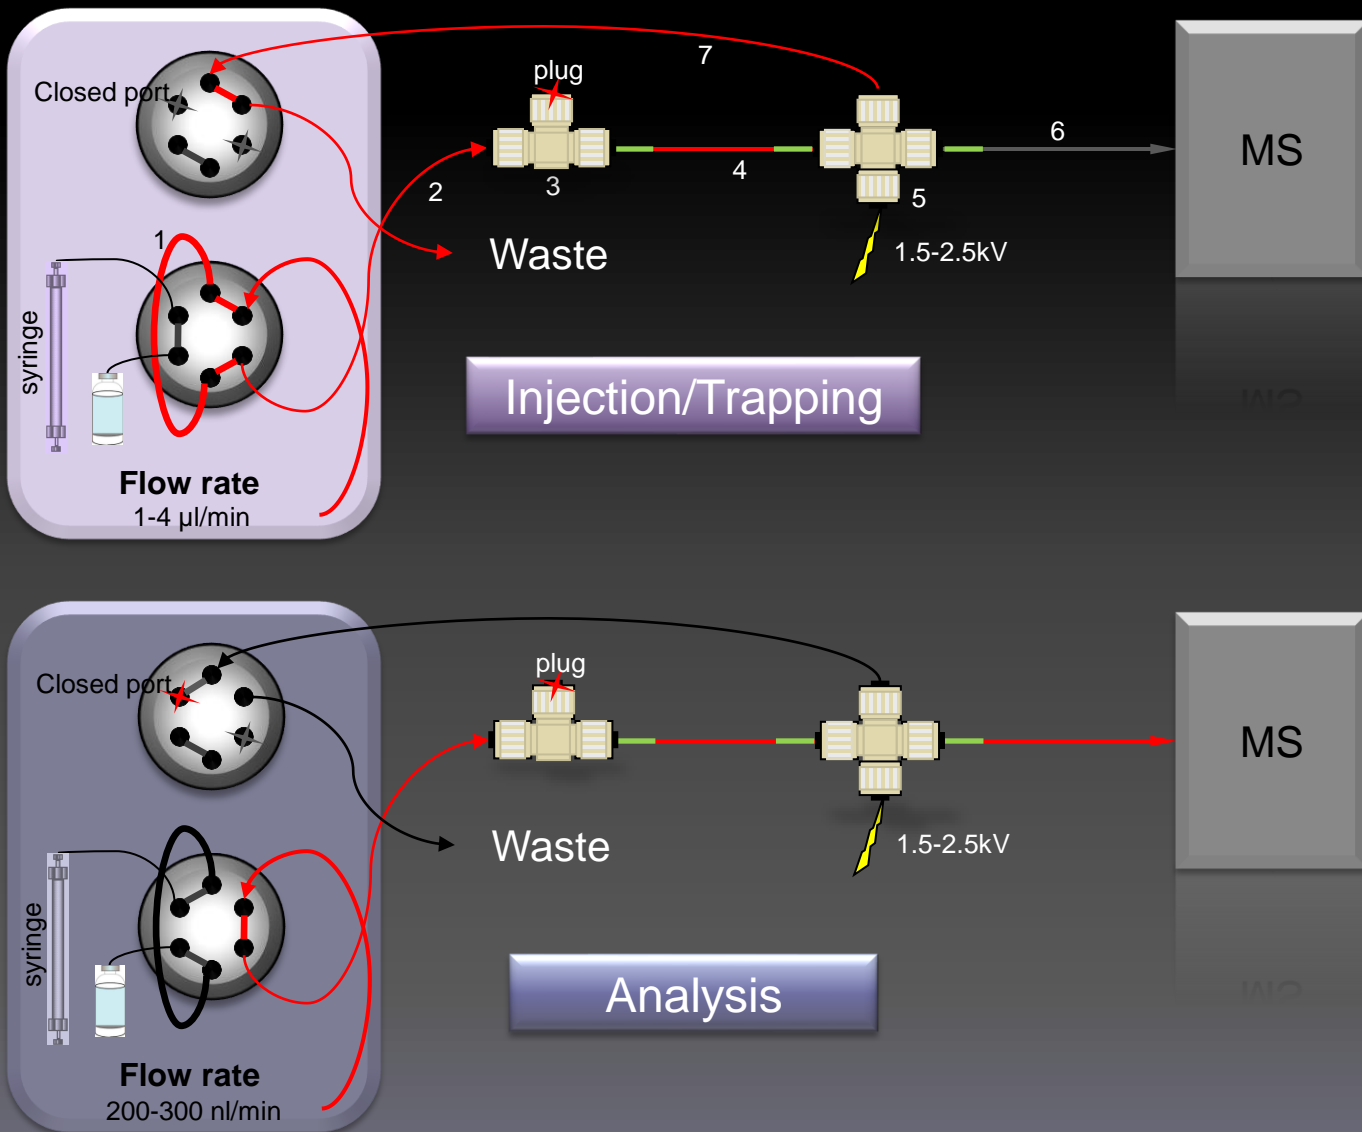 7
plug
Closed port
6
MS
2
3
4
5
1
Waste
1.5-2.5kV
syringe
Injection/Trapping
MS
Flow rate
1-4 µl/min
plug
Closed port
MS
Waste
1.5-2.5kV
syringe
Analysis
MS
Flow rate
200-300 nl/min